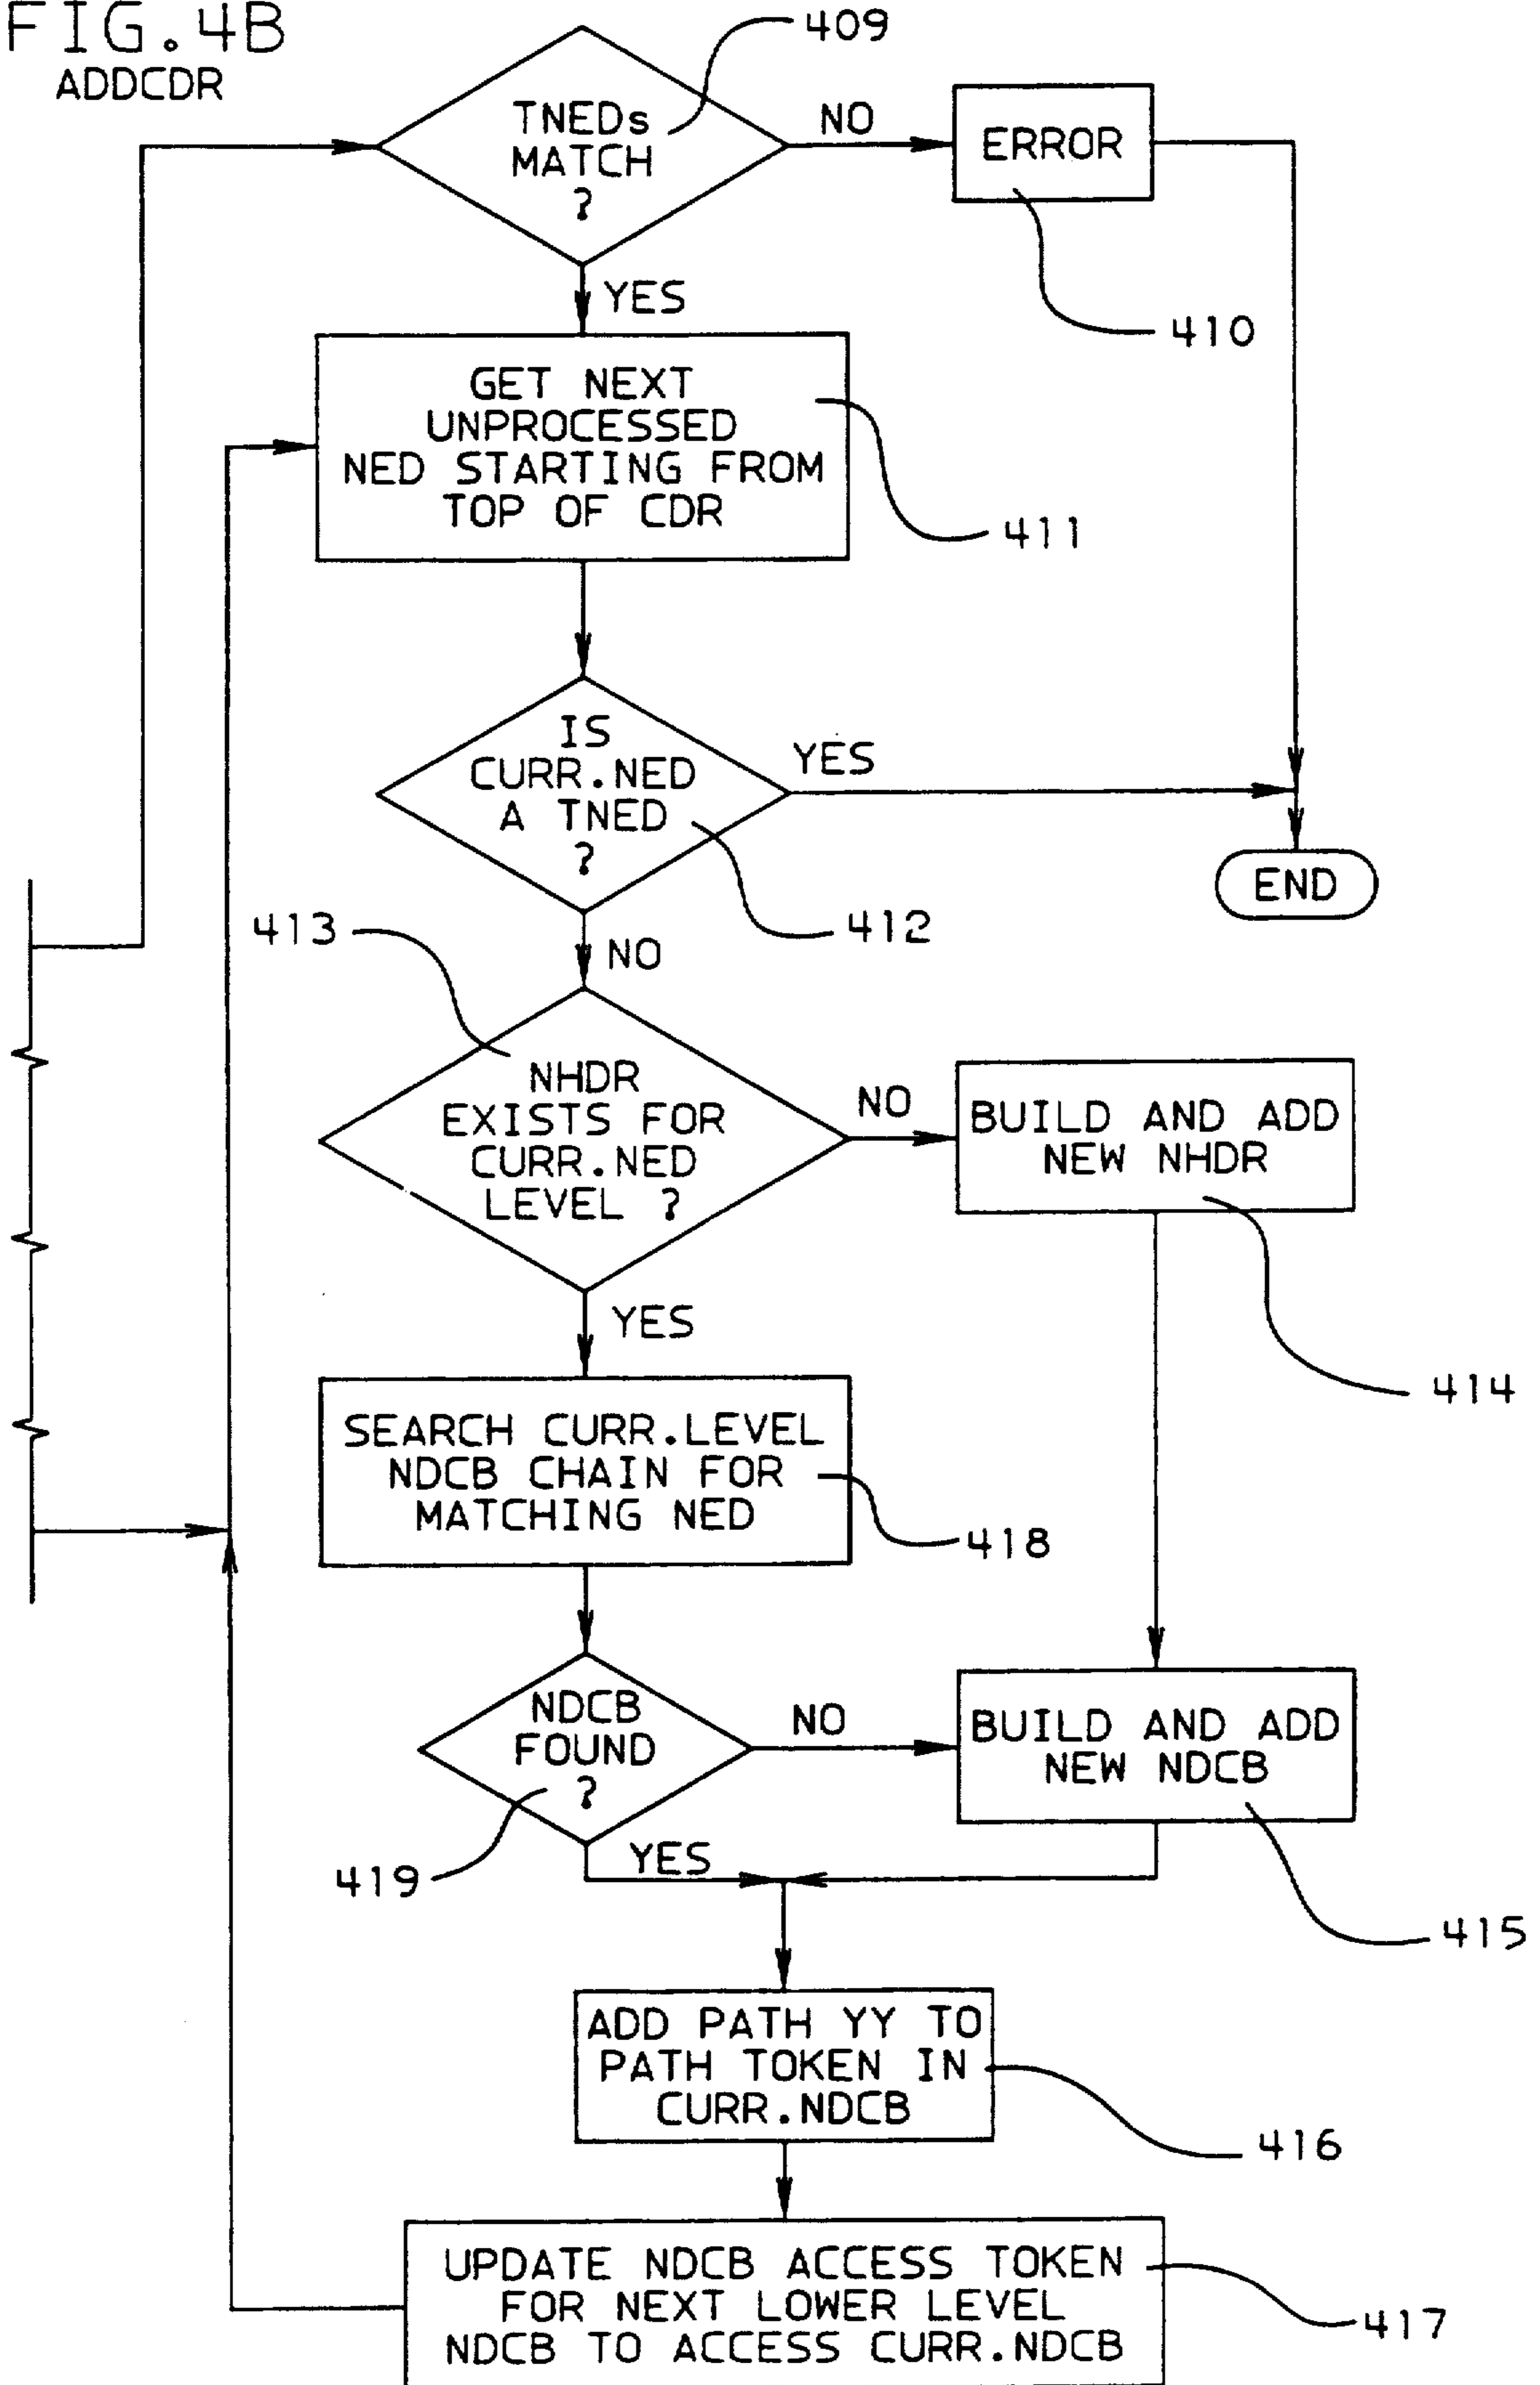 FIG.4B
ADDCDR
409
TNEDs
MATCH
?
NO
ERROR
410
YES
GET NEXT
UNPROCESSED
NED STARTING FROM
TOP OF CDR
411
IS
CURR.NED
A TNED
?
YES
412
END
413
NO
NHDR
EXISTS FOR
CURR.NED
LEVEL ?
NO
BUILD AND ADD
NEW NHDR
414
YES
SEARCH CURR.LEVEL
NDCB CHAIN FOR
MATCHING NED
418
NDCB
FOUND
?
NO
BUILD AND ADD
NEW NDCB
419
YES
415
ADD PATH YY TO
PATH TOKEN IN
CURR.NDCB
416
UPDATE NDCB ACCESS TOKEN
FOR NEXT LOWER LEVEL
NDCB TO ACCESS CURR.NDCB
417